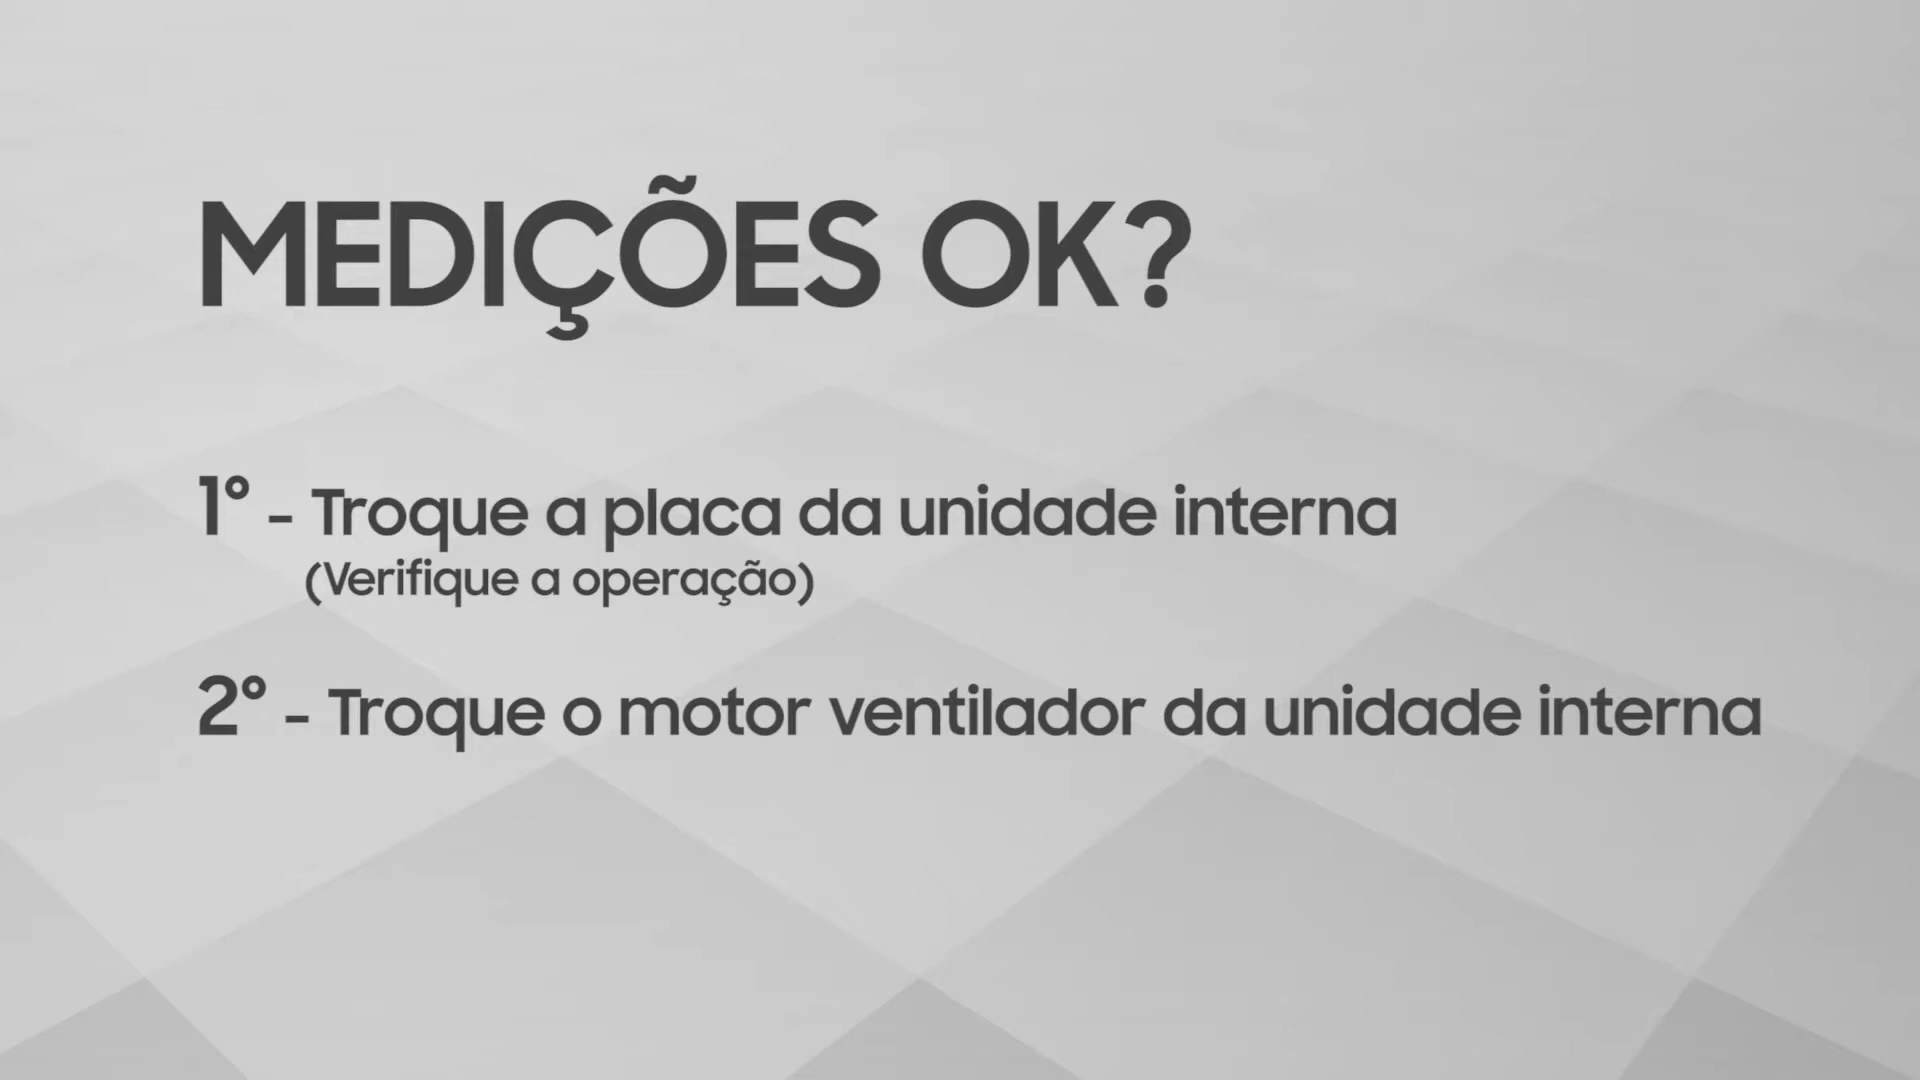 MEDIÇÕES OK?
1° - Troque a placa da unidade interna
(Verifique a operação)
2° - Troque o motor ventilador da unidade interna